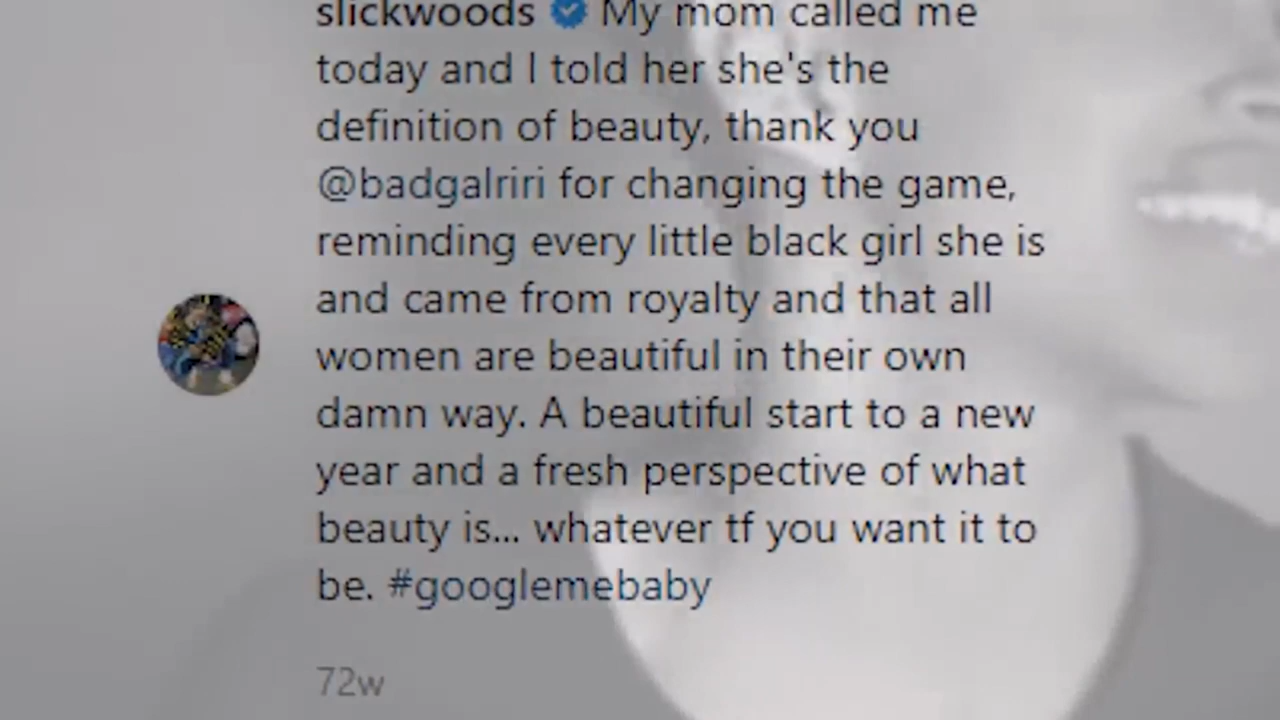 slickwoods My mom called me
today and I told her she's the
definition of beauty, thank you
@badgalriri for changing the game,
reminding every little black girl she is
and came from royalty and that all
women are beautiful in their own
damn way. A beautiful start to a new
year and a fresh perspective of what
beauty is... whatever tf you want it to
be. #googlemebaby
72w